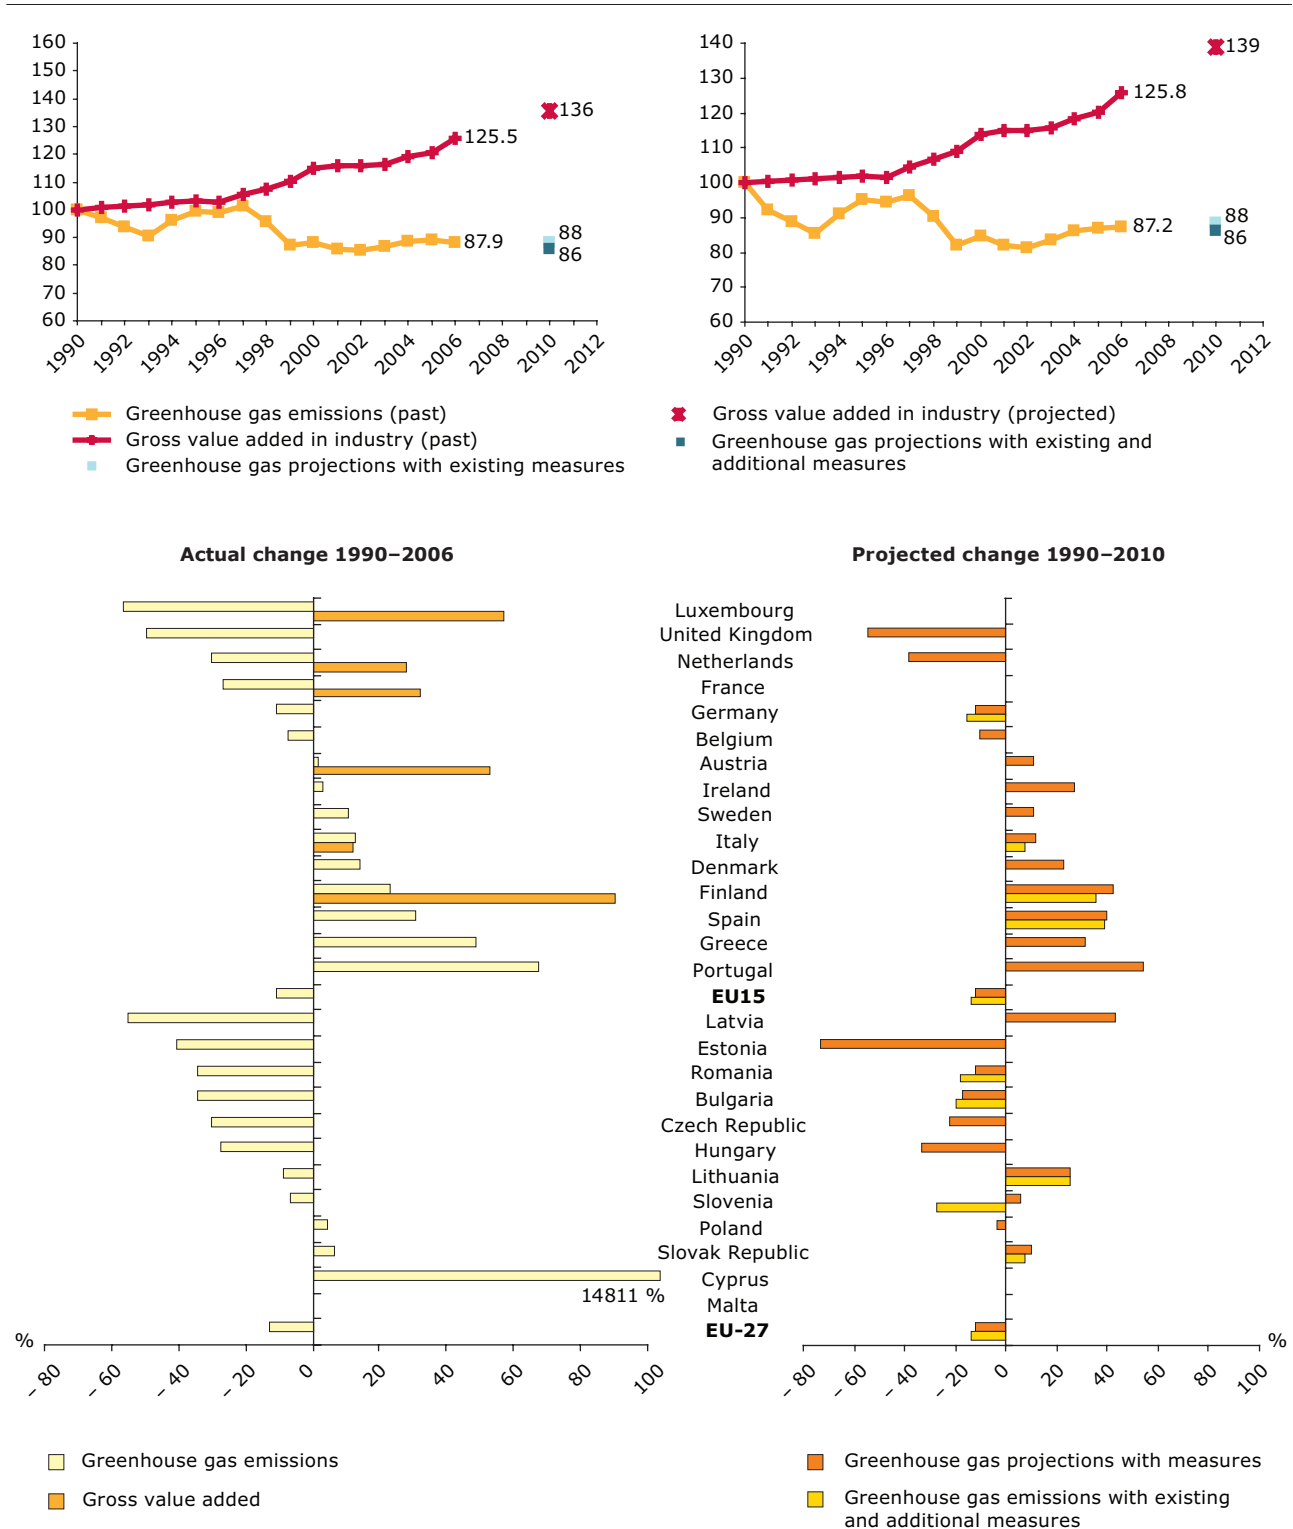 160
150
140
130
120
110
100
90
80
70
60
136
125.5
87.9
88
86
1990
1992
1994
1996
1998
2000
2002
2004
2006
2008
2010
2012
140
130
120
110
100
90
80
70
60
139
125.8
87.2
88
86
1990
1992
1994
1996
1998
2000
2002
2004
2006
2008
2010
2012
Greenhouse gas emissions (past)
Gross value added in industry (past)
Greenhouse gas projections with existing measures
Gross value added in industry (projected)
Greenhouse gas projections with existing and
additional measures
Actual change 1990–2006
Projected change 1990–2010
Luxembourg
United Kingdom
Netherlands
France
Germany
Belgium
Austria
Ireland
Sweden
Italy
Denmark
Finland
Spain
Greece
Portugal
EU15
Latvia
Estonia
Romania
Bulgaria
Czech Republic
Hungary
Lithuania
Slovenia
Poland
Slovak Republic
Cyprus
14811 %
Malta
EU-27
%
– 80
– 60
– 40
– 20
0
20
40
60
80
100
%
– 80
– 60
– 40
– 20
0
20
40
60
80
100
Greenhouse gas emissions
Gross value added
Greenhouse gas projections with measures
Greenhouse gas emissions with existing
and additional measures